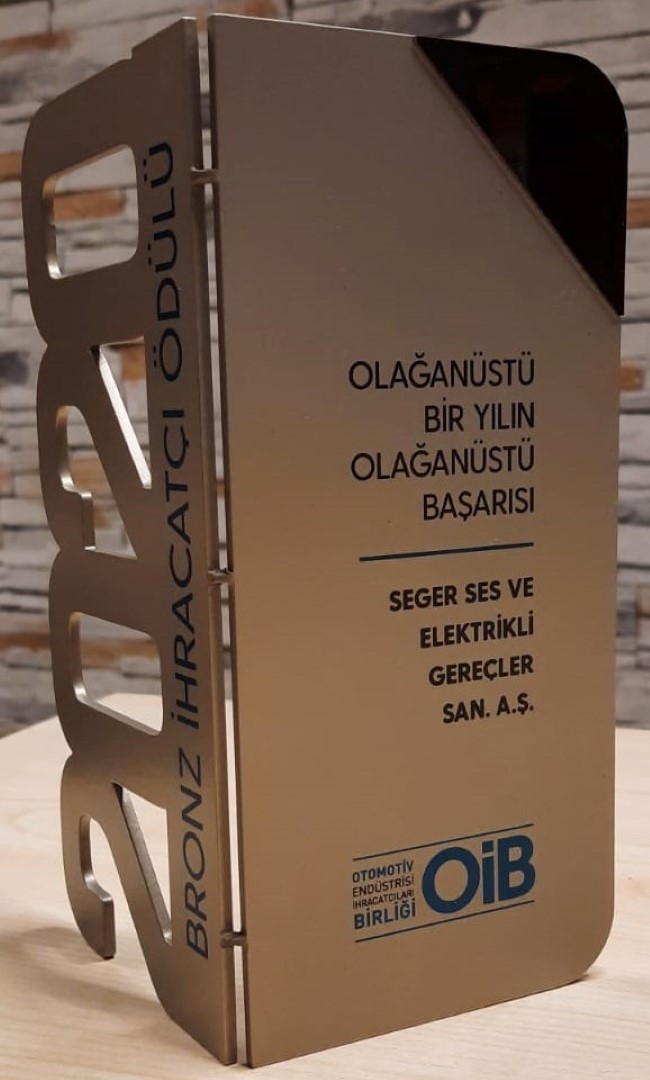 2020
BRONZ İHRACATÇI ÖDÜLÜ
OLAĞANÜSTÜ
BİR YILIN
OLAĞANÜSTÜ
BAŞARISI
SEGER SES VE
ELEKTRİKLİ
GEREÇLER
SAN. A.Ş.
OTOMOTİV
ENDÜSTRİSİ
İHRACATCILARI
BİRLİĞİ
OİB